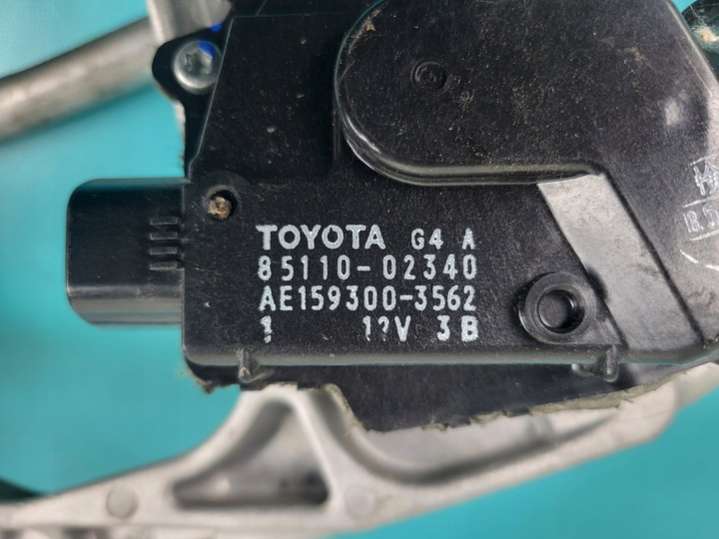 TOYOTA G4 A
85110-02340
AE159300-3562
1 12V 3B